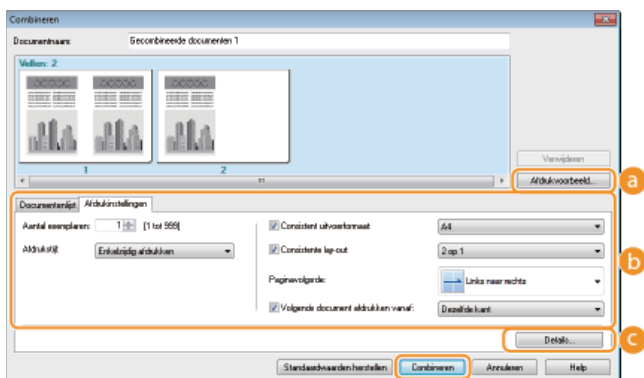 Combineren
Documentnaam: Gecombineerde documenten 1
Vellen: 2
1 2
Verwijderen
Afdrukvoorbeeld... a
Documentenlijst Afdrukinstellingen
Aantal exemplaren: 1 [1 tot 999] Consistent uitvoerformaat A4
Afdrukstijl: Enkelzijdig afdrukken Consistente lay-out: 2 op 1 b
Paginavolgorde: Links naar rechts
Volgende document afdrukken vanaf: Dezelfde kant
Details... c
Standaardwaarden herstellen Combineren Annuleren Help